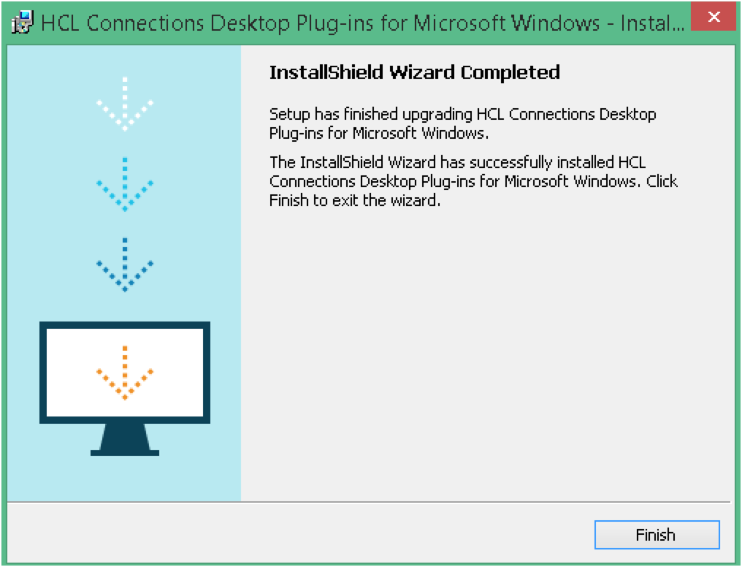 HCL Connections Desktop Plug-ins for Microsoft Windows - Instal...
InstallShield Wizard Completed
Setup has finished upgrading HCL Connections Desktop
Plug-ins for Microsoft Windows.
The InstallShield Wizard has successfully installed HCL
Connections Desktop Plug-ins for Microsoft Windows. Click
Finish to exit the wizard.
Finish